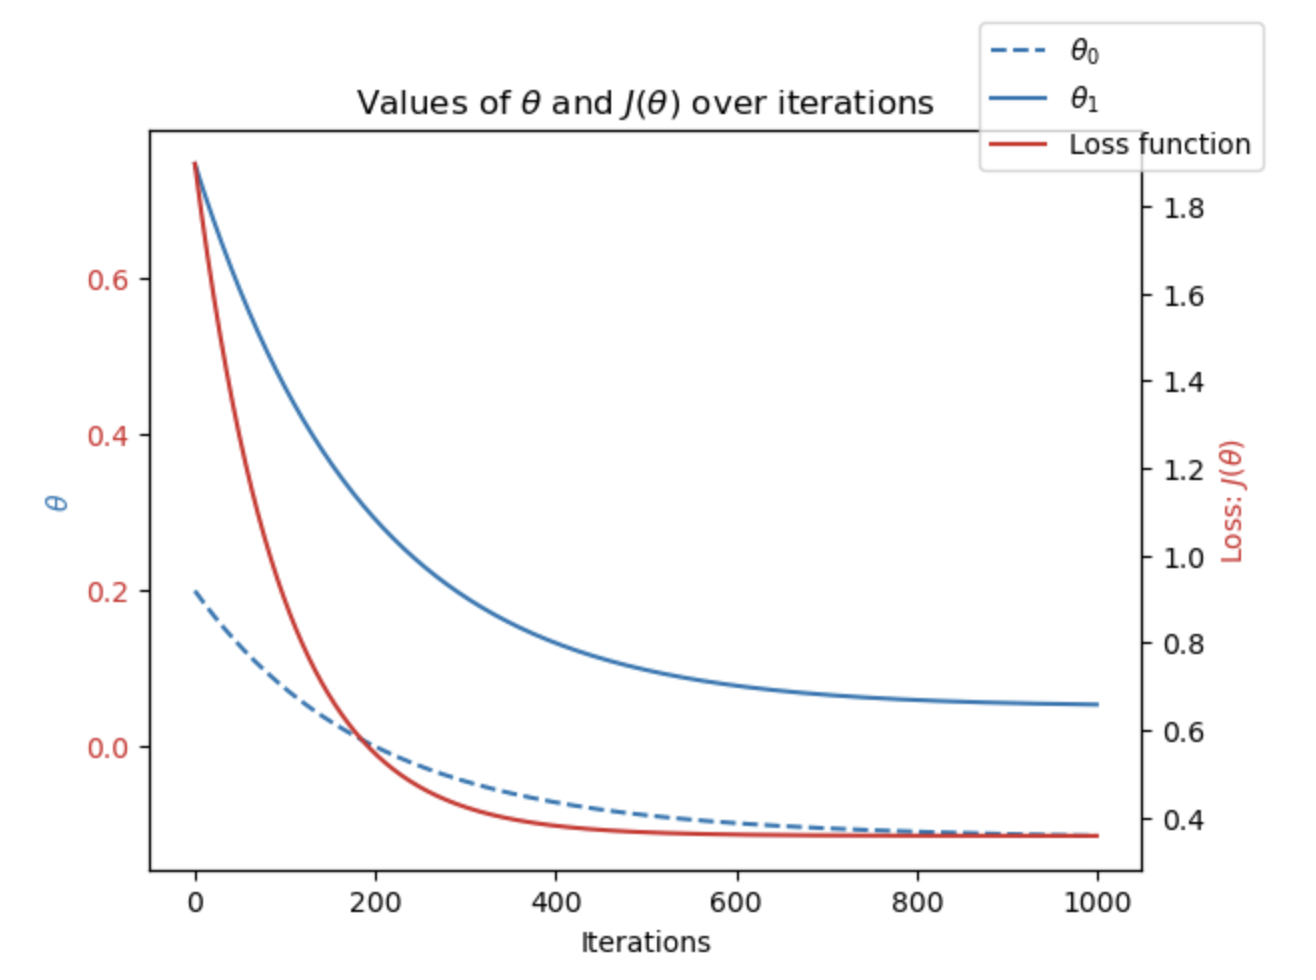 θ₀
θ₁
Loss function
Values of θ and J(θ) over iterations
0.6
0.4
0.2
0.0
θ
1.8
1.6
1.4
1.2
1.0
0.8
0.6
0.4
Loss: J(θ)
0 200 400 600 800 1000
Iterations